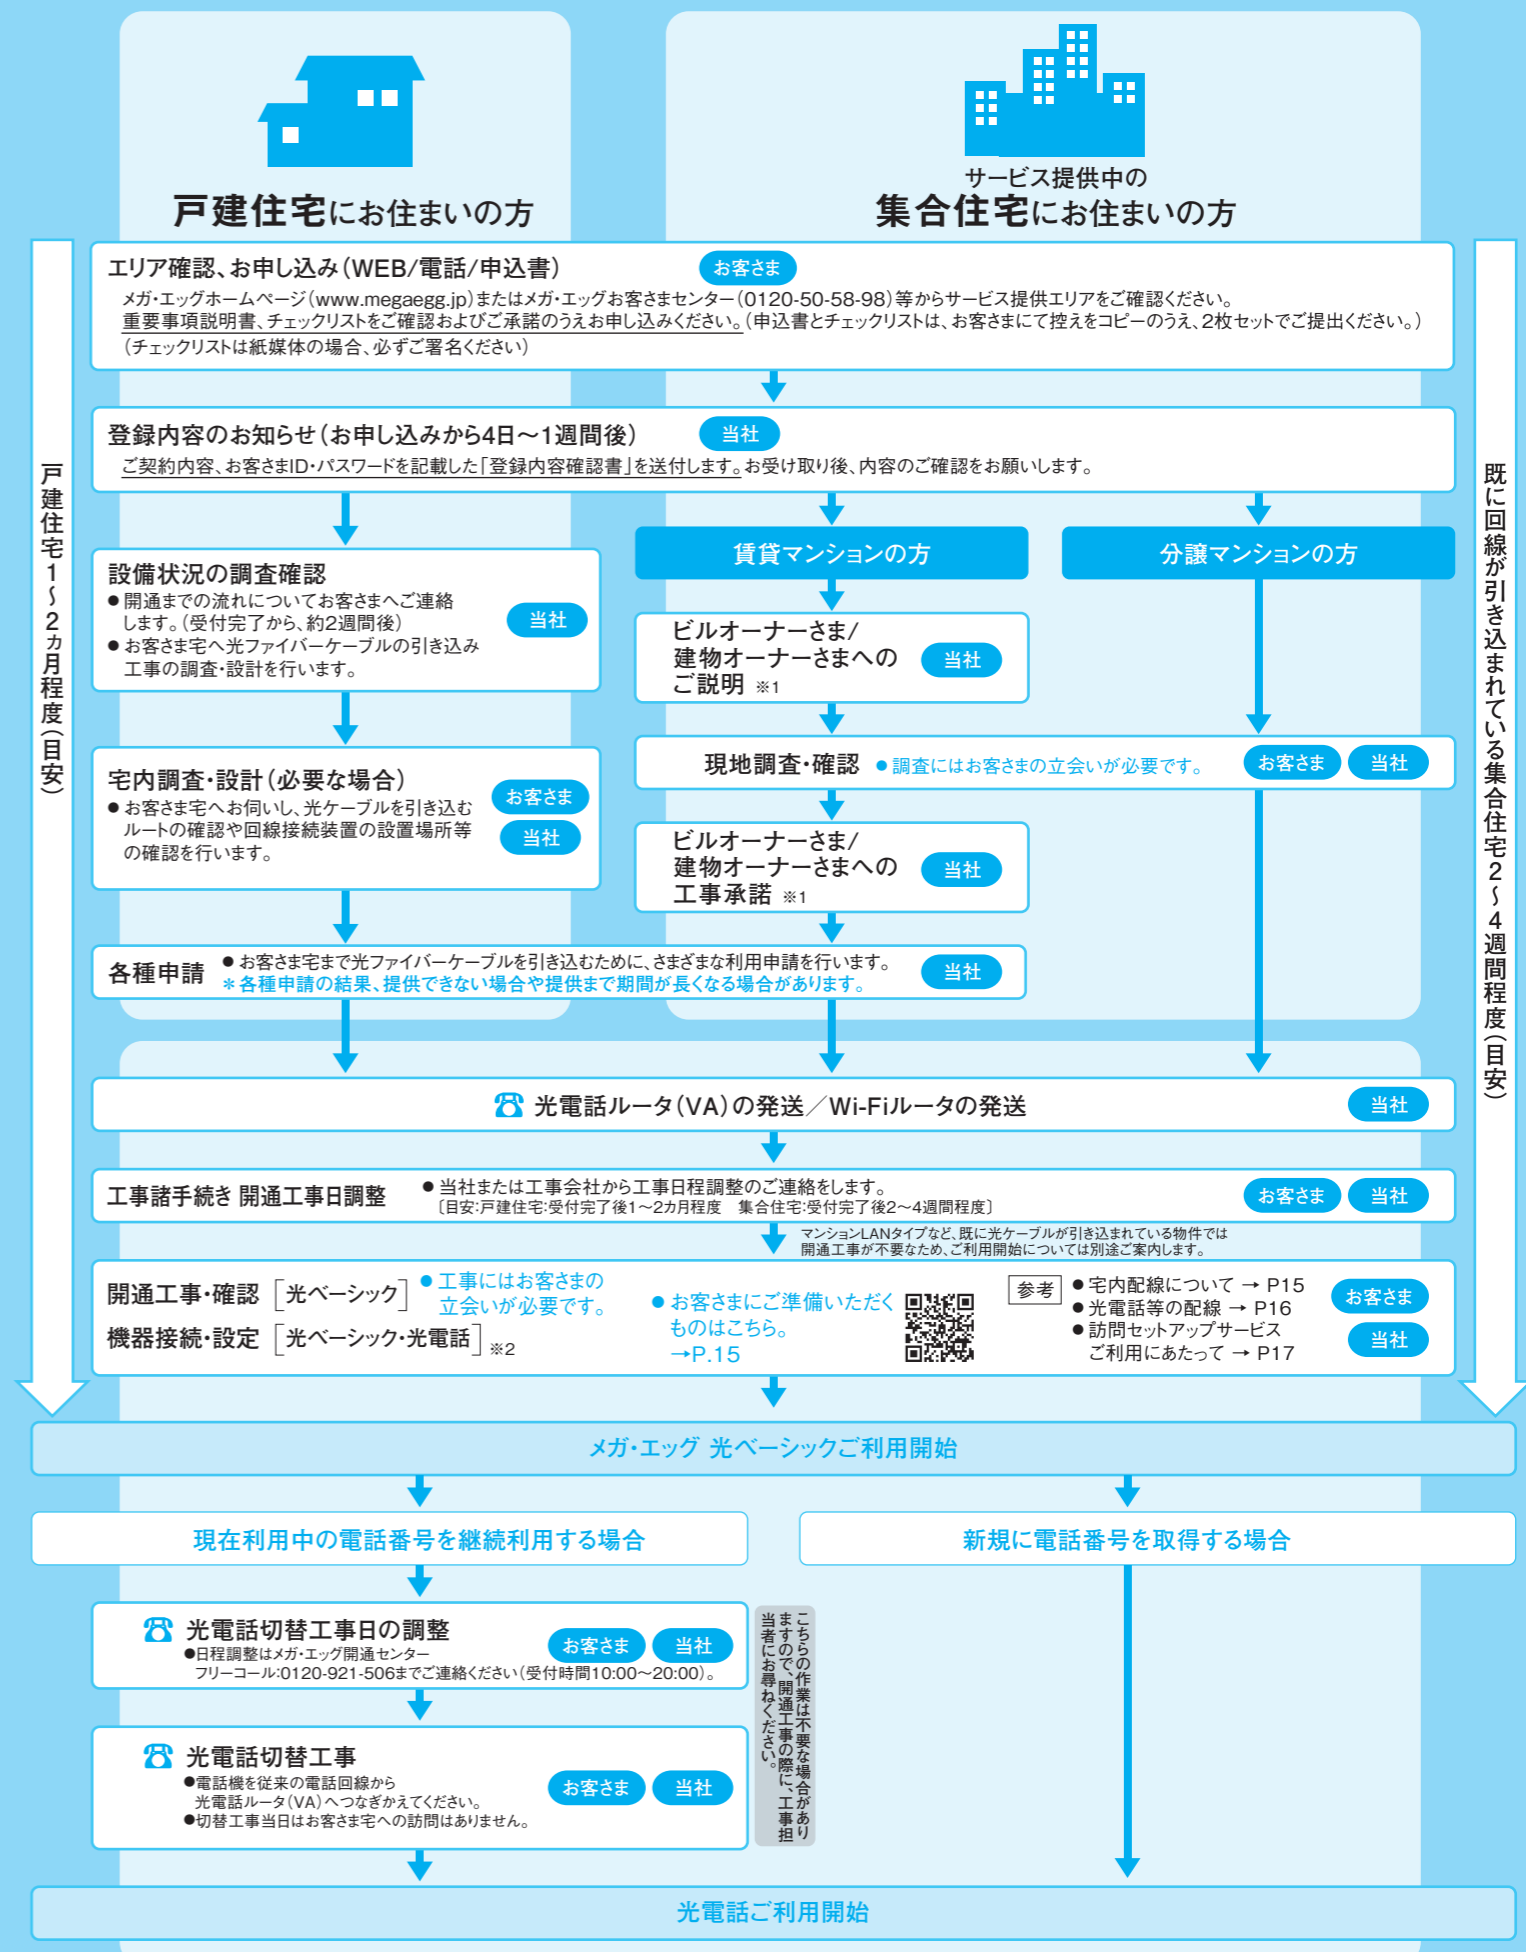 戸建住宅にお住まいの方
サービス提供中の
集合住宅にお住まいの方
戸建住宅1～2ヵ月程度（目安）
既に回線が引き込まれている集合住宅2～4週間程度（目安）
エリア確認、お申し込み（WEB/電話/申込書）
お客さま
メガ・エッグホームページ（www.megaegg.jp）またはメガ・エッグお客さまセンター（0120-50-58-98）等からサービス提供エリアをご確認ください。
重要事項説明書、チェックリストをご確認およびご承諾のうえお申し込みください。（申込書とチェックリストは、お客さまにて控えをコピーのうえ、2枚セットでご提出ください。）
（チェックリストは紙媒体の場合、必ずご署名ください）
登録内容のお知らせ（お申し込みから4日～1週間後）
当社
ご契約内容、お客さまID・パスワードを記載した「登録内容確認書」を送付します。お受け取り後、内容のご確認をお願いします。
設備状況の調査確認
●開通までの流れについてお客さまへご連絡
します。（受付完了から、約2週間後）
●お客さま宅へ光ファイバーケーブルの引き込み
工事の調査・設計を行います。
当社
宅内調査・設計（必要な場合）
●お客さま宅へお伺いし、光ケーブルを引き込む
ルートの確認や回線接続装置の設置場所等
の確認を行います。
お客さま
当社
賃貸マンションの方
分譲マンションの方
ビルオーナーさま/
建物オーナーさまへの
ご説明 ※1
当社
現地調査・確認 ●調査にはお客さまの立会いが必要です。
お客さま 当社
ビルオーナーさま/
建物オーナーさまへの
工事承諾 ※1
当社
各種申請
●お客さま宅まで光ファイバーケーブルを引き込むために、さまざまな利用申請を行います。
＊各種申請の結果、提供できない場合や提供まで期間が長くなる場合があります。
当社
光電話ルータ（VA）の発送／Wi-Fiルータの発送
当社
工事諸手続き 開通工事日調整
●当社または工事会社から工事日程調整のご連絡をします。
〔目安:戸建住宅:受付完了後1～2カ月程度　集合住宅:受付完了後2～4週間程度〕
お客さま 当社
マンションLANタイプなど、既に光ケーブルが引き込まれている物件では
開通工事が不要なため、ご利用開始については別途ご案内します。
開通工事・確認［光ベーシック］
●工事にはお客さまの
立会いが必要です。
機器接続・設定［光ベーシック・光電話］※2
●お客さまにご準備いただく
ものはこちら。
→P.15
参考
●宅内配線について → P15
●光電話等の配線 → P16
●訪問セットアップサービス
ご利用にあたって → P17
お客さま
当社
メガ・エッグ 光ベーシックご利用開始
現在利用中の電話番号を継続利用する場合
新規に電話番号を取得する場合
光電話切替工事日の調整
●日程調整はメガ・エッグ開通センター
フリーコール:0120-921-506までご連絡ください（受付時間10:00～20:00）。
お客さま 当社
光電話切替工事
●電話機を従来の電話回線から
光電話ルータ（VA）へつなぎかえてください。
●切替工事当日はお客さま宅への訪問はありません。
お客さま 当社
こちらの作業は不要な場合があり
ますので、開通工事の際に、工事担
当者にお尋ねください。
光電話ご利用開始